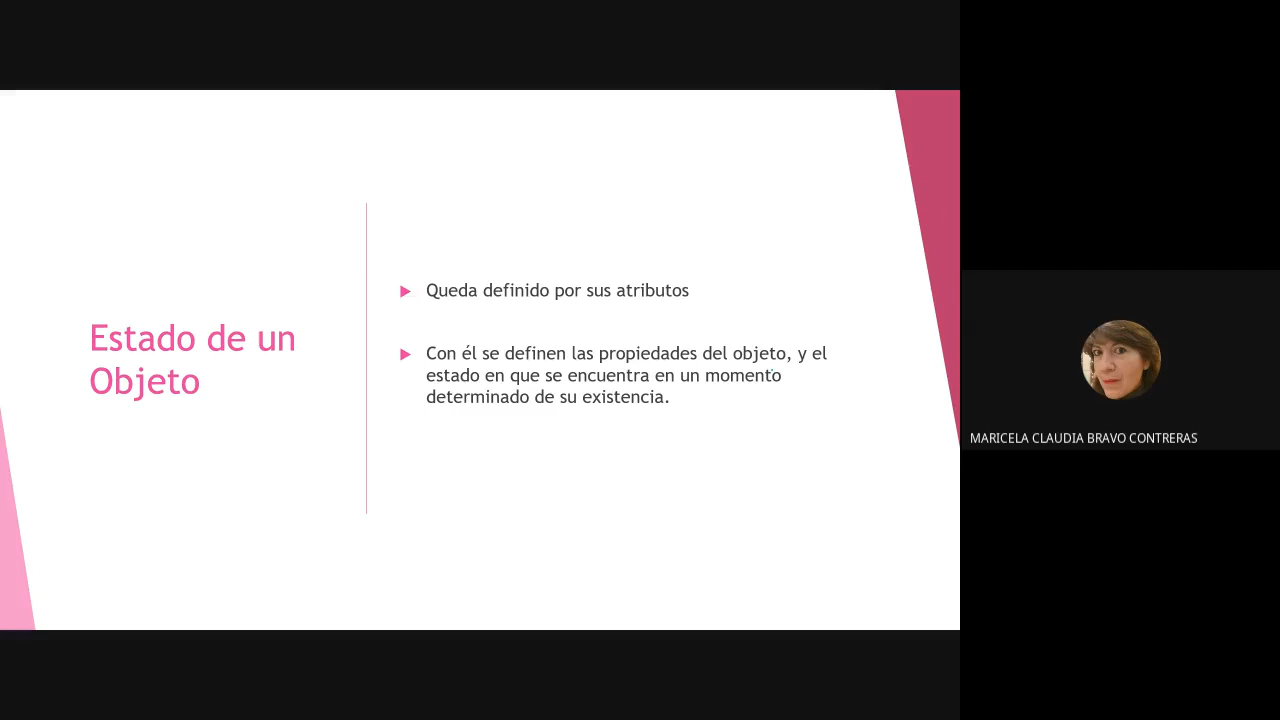 Estado de un
Objeto
Queda definido por sus atributos
Con él se definen las propiedades del objeto, y el
estado en que se encuentra en un momento
determinado de su existencia.
MARICELA CLAUDIA BRAVO CONTRERAS